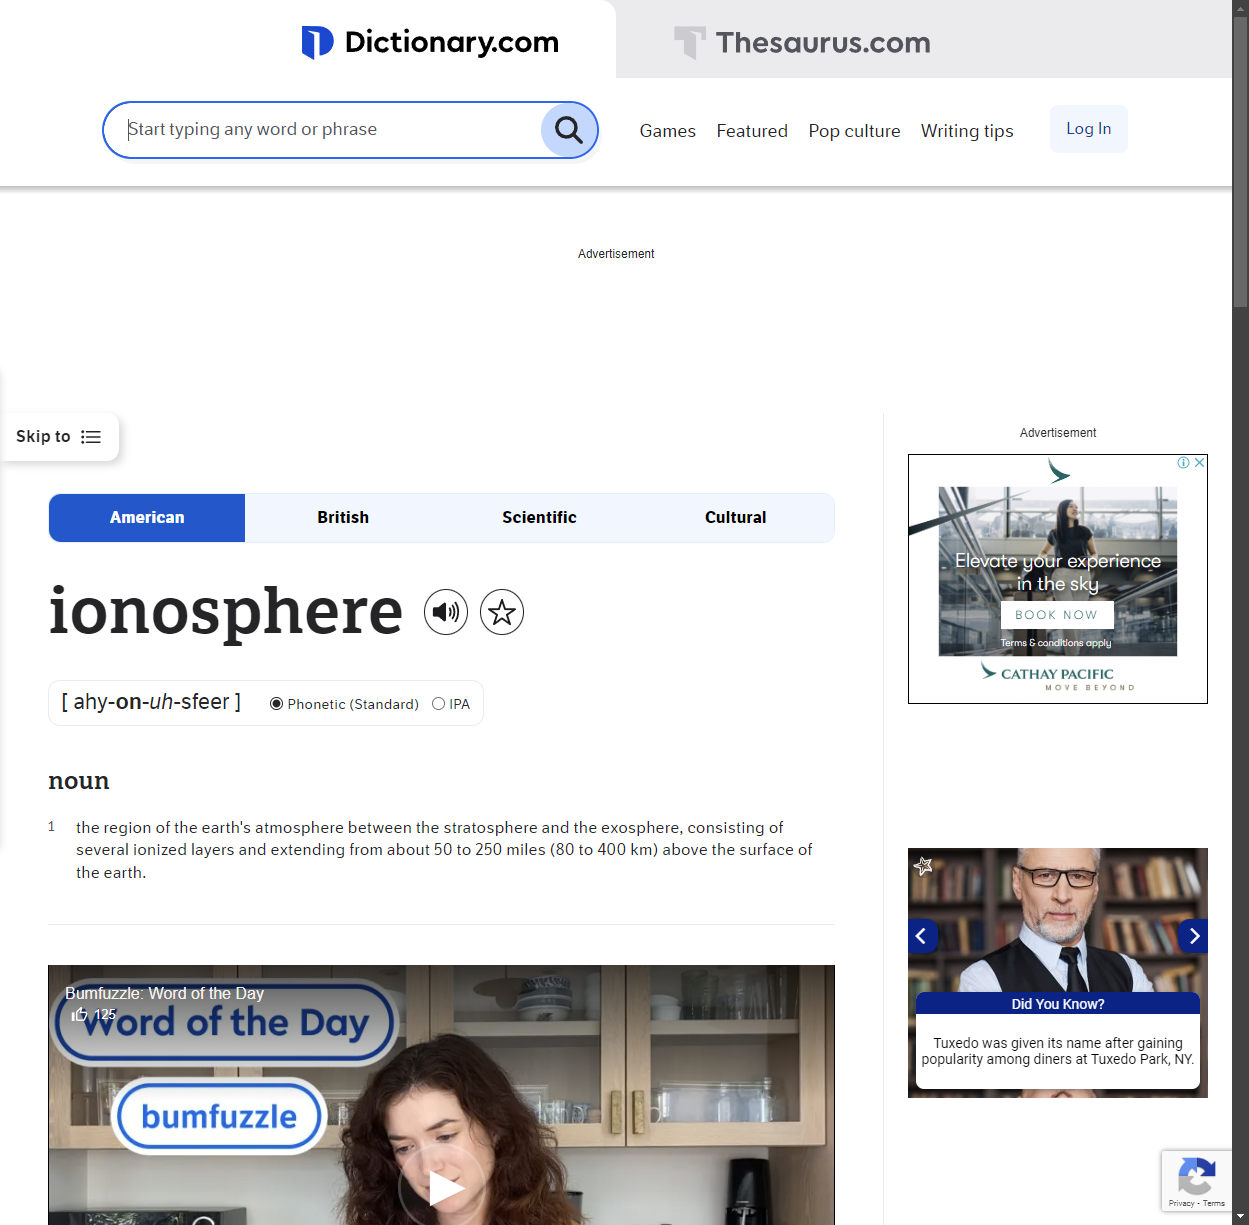 Dictionary.com
Thesaurus.com
Start typing any word or phrase
Games
Featured
Pop culture
Writing tips
Log In
Advertisement
Skip to
Advertisement
American
British
Scientific
Cultural
Elevate your experience
in the sky
BOOK NOW
Terms & conditions apply
CATHAY PACIFIC
MOVE BEYOND
ionosphere
[ ahy-on-uh-sfeer ]
Phonetic (Standard)
IPA
noun
1
the region of the earth's atmosphere between the stratosphere and the exosphere, consisting of
several ionized layers and extending from about 50 to 250 miles (80 to 400 km) above the surface of
the earth.
Bumfuzzle: Word of the Day
125
Word of the Day
bumfuzzle
Did You Know?
Tuxedo was given its name after gaining
popularity among diners at Tuxedo Park, NY.
Privacy - Terms